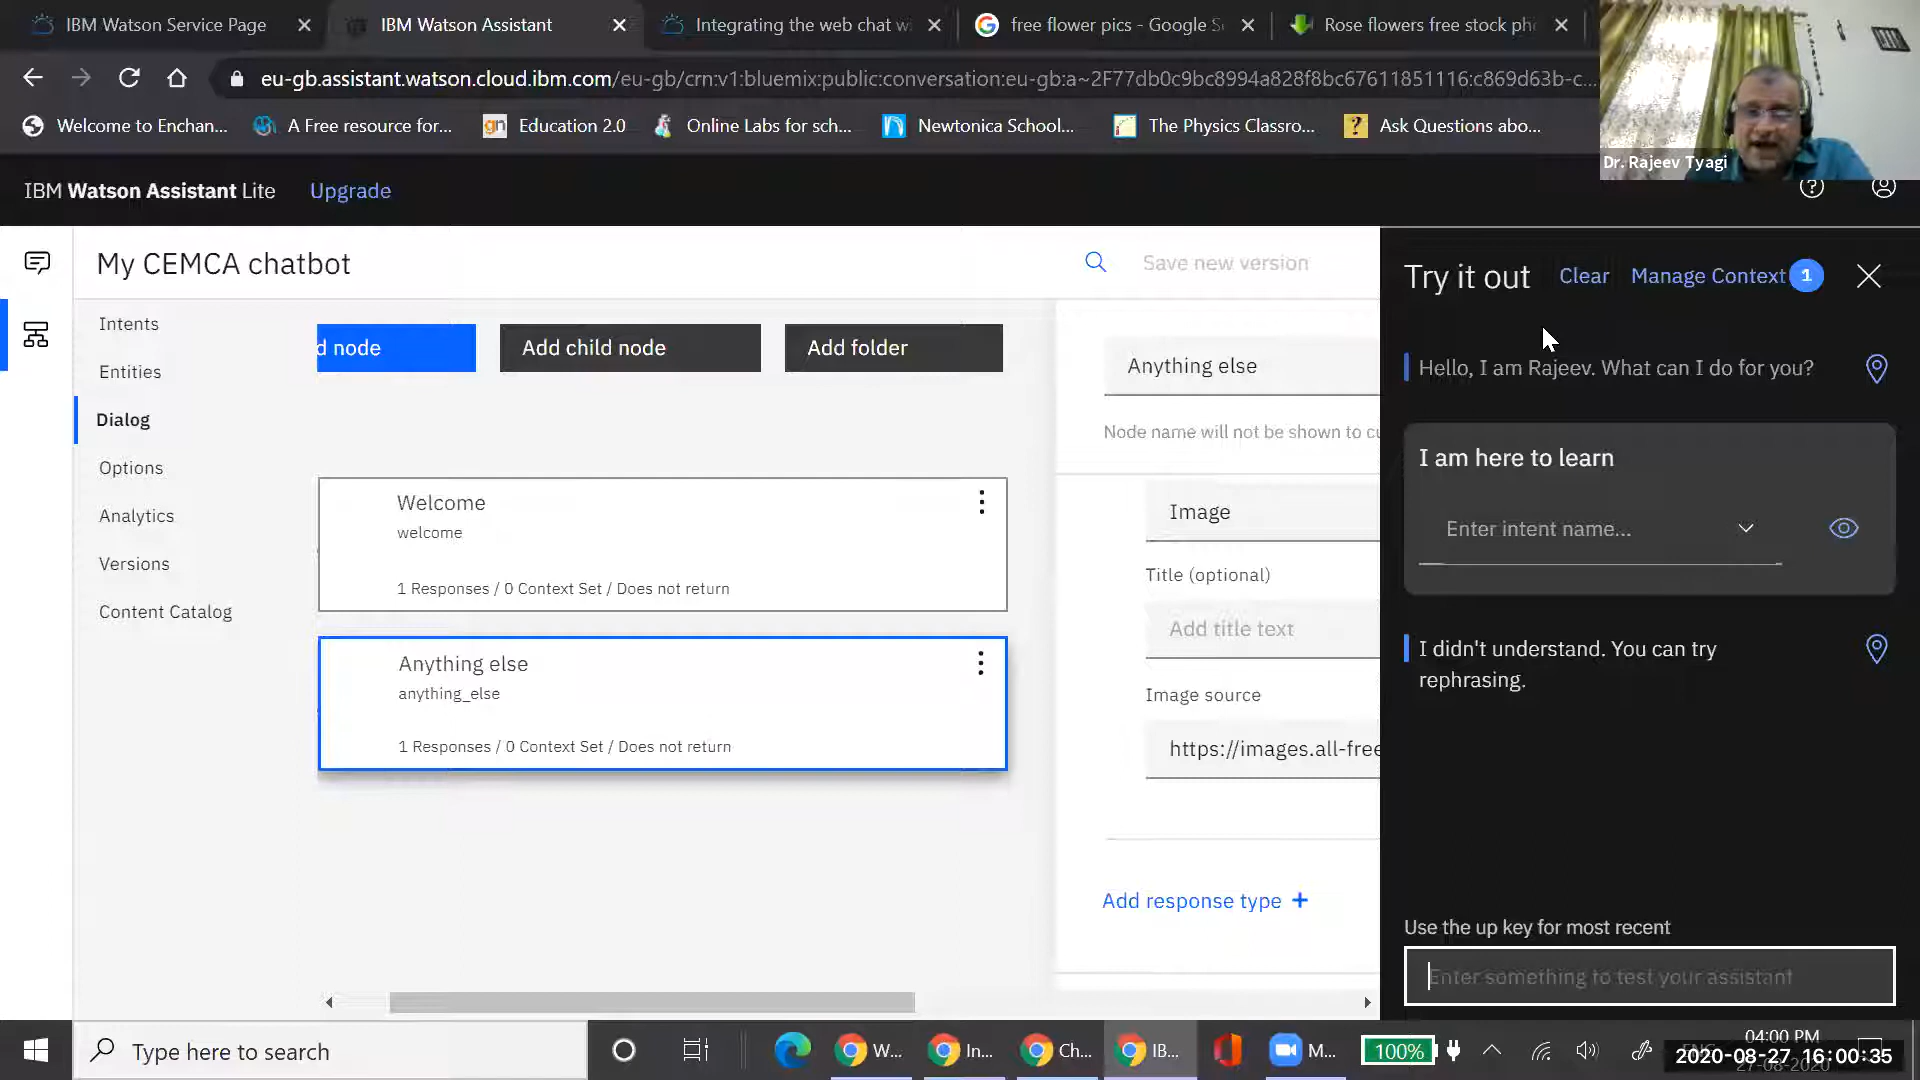 IBM Watson Service Page
IBM Watson Assistant
Integrating the web chat wi
free flower pics - Google S
Rose flowers free stock pho
eu-gb.assistant.watson.cloud.ibm.com/eu-gb/crn:v1:bluemix:public:conversation:eu-gb:a~2F77db0c9bc8994a828f8bc67611851116:c869d63b-c...
Welcome to Enchan...
A Free resource for...
gn
Education 2.0
Online Labs for sch...
Newtonica School...
The Physics Classro...
? Ask Questions abo...
Dr. Rajeev Tyagi
IBM Watson Assistant Lite
Upgrade
My CEMCA chatbot
Save new version
Intents
Entities
Dialog
Options
Analytics
Versions
Content Catalog
d node
Add child node
Add folder
Welcome
welcome
1 Responses / 0 Context Set / Does not return
Anything else
anything_else
1 Responses / 0 Context Set / Does not return
Anything else
Node name will not be shown to cu
Image
Title (optional)
Add title text
Image source
https://images.all-free
Add response type +
Try it out
Clear
Manage Context 1
Hello, I am Rajeev. What can I do for you?
I am here to learn
Enter intent name...
I didn't understand. You can try
rephrasing.
Use the up key for most recent
Enter something to test your assistant
Type here to search
W...
In...
Ch...
IB...
M...
100%
04:00 PM
2020-08-27 16:00:35
27-08-2020